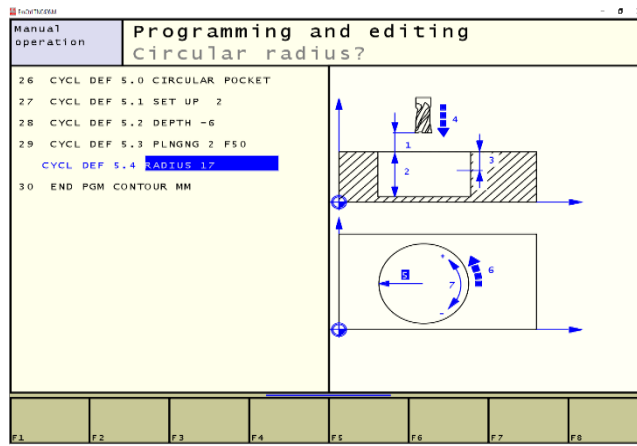 Manual
operation
Programming and editing
Circular radius?
26 CYCL DEF 5.0 CIRCULAR POCKET
27 CYCL DEF 5.1 SET UP 2
28 CYCL DEF 5.2 DEPTH -6
29 CYCL DEF 5.3 PLNGNG 2 F50
CYCL DEF 5.4 RADIUS 17
30 END PGM CONTOUR MM
4
1
3
2
5
+
6
7
-
F1 F2 F3 F4 F5 F6 F7 F8